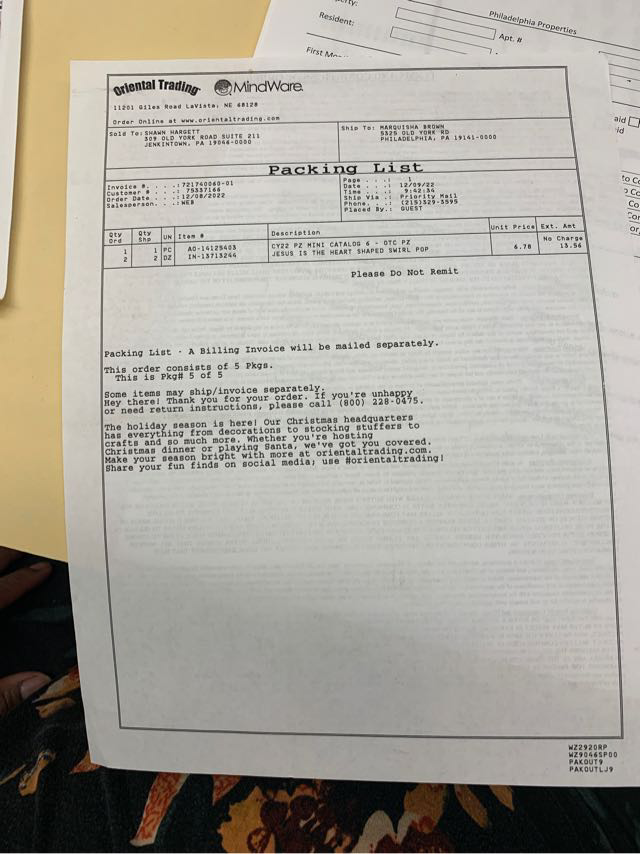 Philadelphia Properties
Resident:
Apt. #
Oriental Trading MindWare.
11201 Giles Road LaVista, NE 68128
Order Online at www.orientaltrading.com
Sold To: SHAWN HARGETT
309 OLD YORK ROAD SUITE 211
JENKINTOWN, PA 19046-0000
Ship To: MARQUISHA BROWN
5325 OLD YORK RD
PHILADELPHIA, PA 19141-0000
Packing List
Invoice #. . . .:721740060-01
Customer # . . .: 75337166
Order Date . . .:12/08/2022
Salesperson. . .:WEB
Page . . . .: 1
Date . . . .: 12/09/22
Time . . . .: 9:42:34
Ship Via . .: Priority Mail
Phone. . . .: (215)329-3595
Placed By.: GUEST
Qty Ord Qty Shp UN Item # Description Unit Price Ext. Amt
1 1 PC AO-14125403 CY22 PZ MINI CATALOG 6 - OTC PZ No Charge
2 2 DZ IN-13713244 JESUS IS THE HEART SHAPED SWIRL POP 6.78 13.56
Please Do Not Remit
Packing List - A Billing Invoice will be mailed separately.
This order consists of 5 Pkgs.
This is Pkg# 5 of 5
Some items may ship/invoice separately.
Hey there! Thank you for your order. If you're unhappy
or need return instructions, please call (800) 228-0475.
The holiday season is here! Our Christmas headquarters
has everything from decorations to stocking stuffers to
crafts and so much more. Whether you're hosting
Christmas dinner or playing Santa, we've got you covered.
Make your season bright with more at orientaltrading.com.
Share your fun finds on social media; use #orientaltrading!
WZ2920RP
WZ9046SP00
PAKOUT9
PAKOUTLJ9